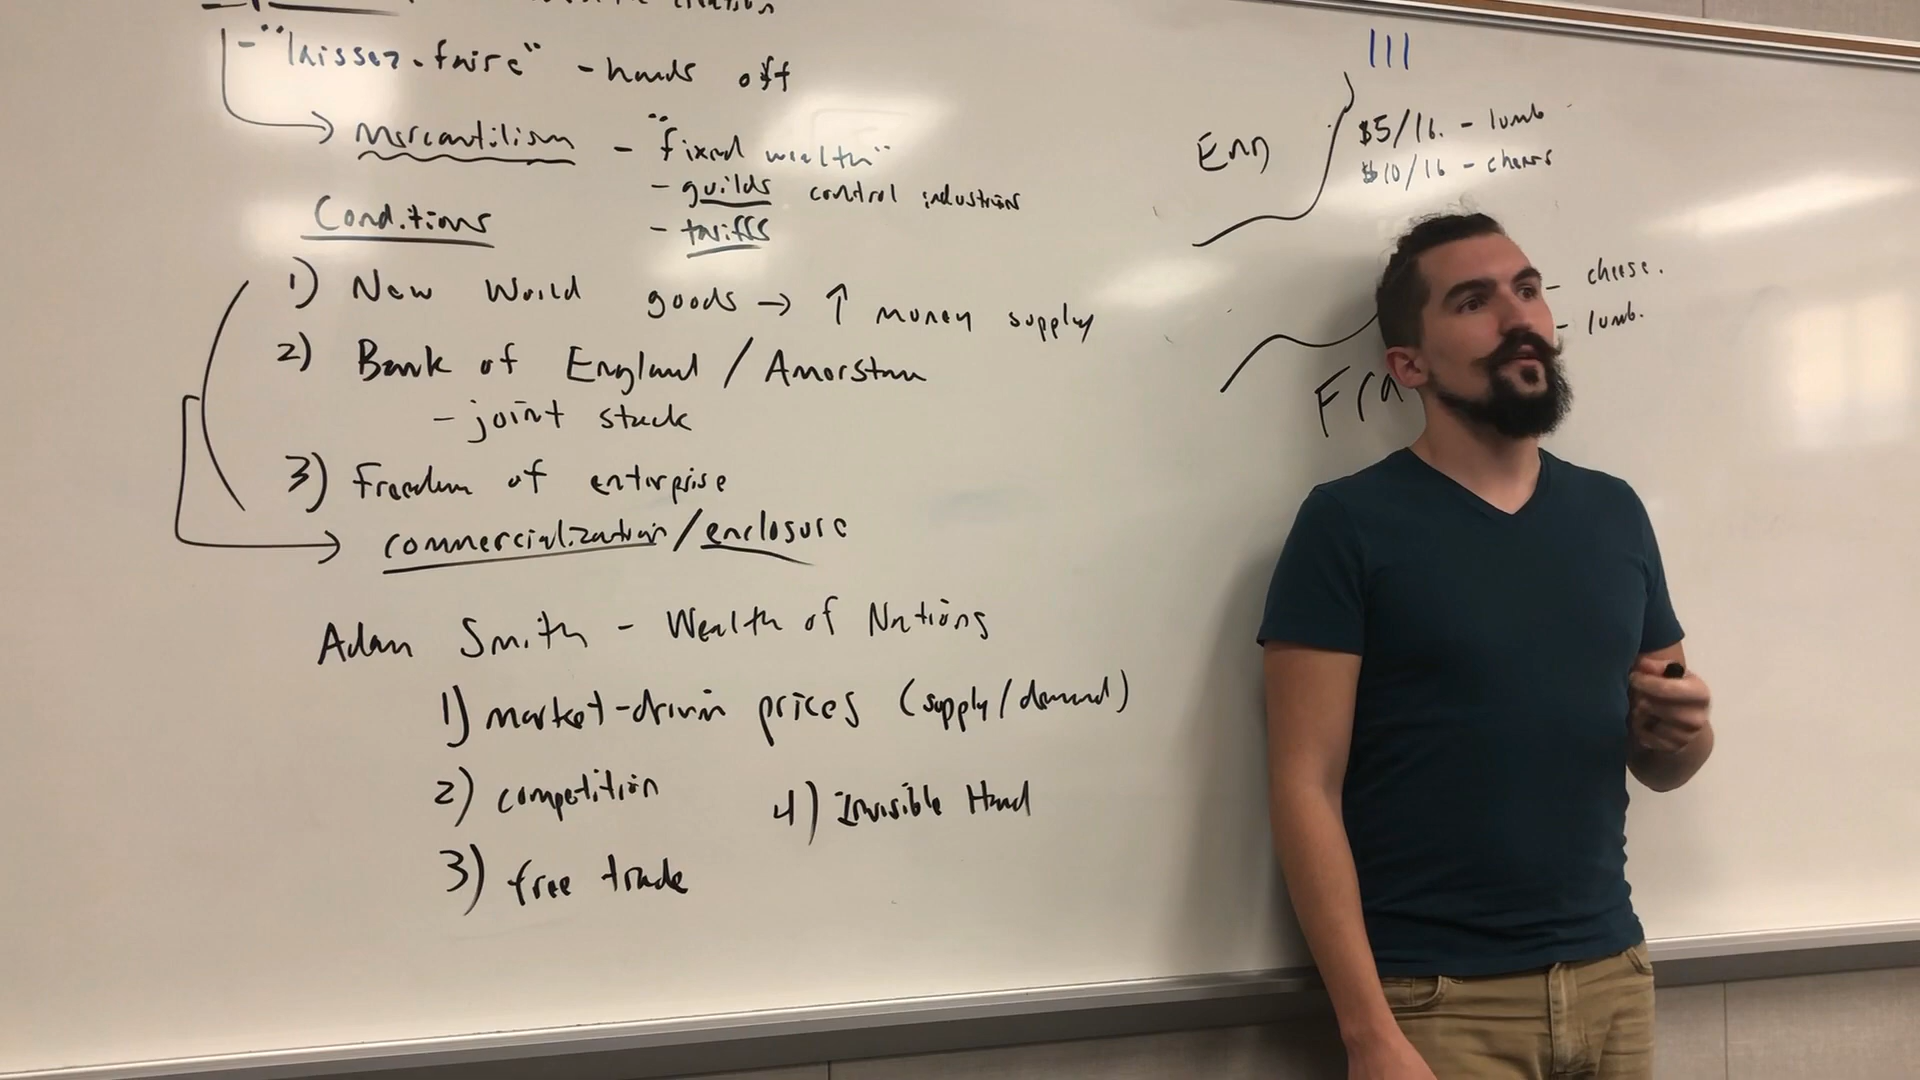 - "laissez-faire" - hands off
Mercantilism - "fixed wealth"
- guilds control industries
- tariffs
Conditions
1) New World goods → ↑ money supply
2) Bank of England / Amerstam
- joint stock
3) Freedom of enterprise
commercialization/enclosure
Adam Smith - Wealth of Nations
1) market-driven prices (supply/demand)
2) competition
3) free trade
4) Invisible Hand
III
Eng
$5/lb. - lumb
$10/lb - cheese
- cheese.
- lumb.
Fra